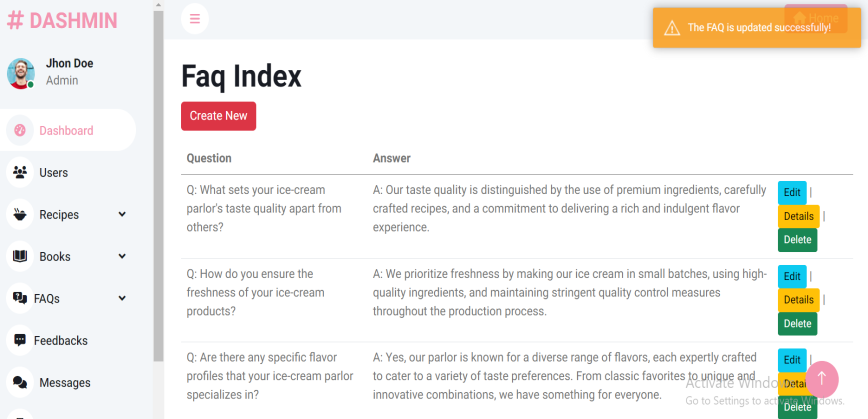 # DASHMIN
Jhon Doe
Admin
Dashboard
Users
Recipes
Books
FAQs
Feedbacks
Messages
Home
The FAQ is updated successfully!
Faq Index
Create New
Question Answer
Q: What sets your ice-cream
parlor's taste quality apart from
others?
A: Our taste quality is distinguished by the use of premium ingredients, carefully
crafted recipes, and a commitment to delivering a rich and indulgent flavor
experience.
Edit |
Details |
Delete
Q: How do you ensure the
freshness of your ice-cream
products?
A: We prioritize freshness by making our ice cream in small batches, using high-
quality ingredients, and maintaining stringent quality control measures
throughout the production process.
Edit |
Details |
Delete
Q: Are there any specific flavor
profiles that your ice-cream parlor
specializes in?
A: Yes, our parlor is known for a diverse range of flavors, each expertly crafted
to cater to a variety of taste preferences. From classic favorites to unique and
innovative combinations, we have something for everyone.
Edit |
Details
Delete
Activate Windows
Go to Settings to activate Windows.